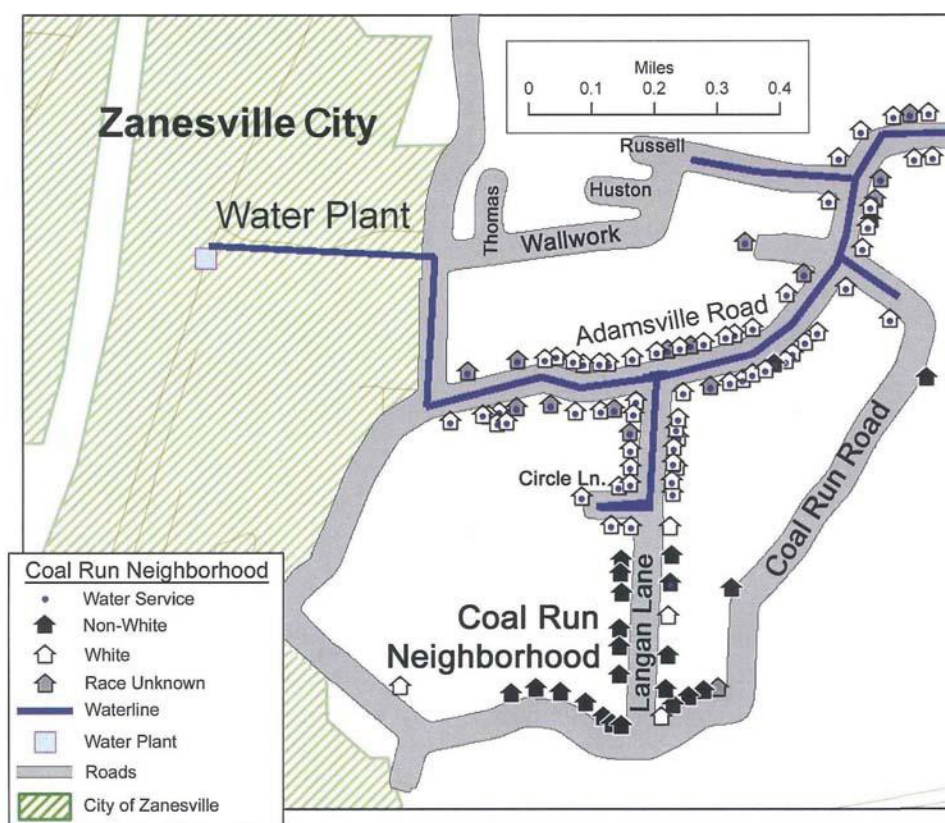 Miles
0 0.1 0.2 0.3 0.4
Zanesville City
Russell
Huston
Thomas
Water Plant
Wallwork
Adamsville Road
Circle Ln.
Coal Run Road
Langan Lane
Coal Run
Neighborhood
Coal Run Neighborhood
Water Service
Non-White
White
Race Unknown
Waterline
Water Plant
Roads
City of Zanesville